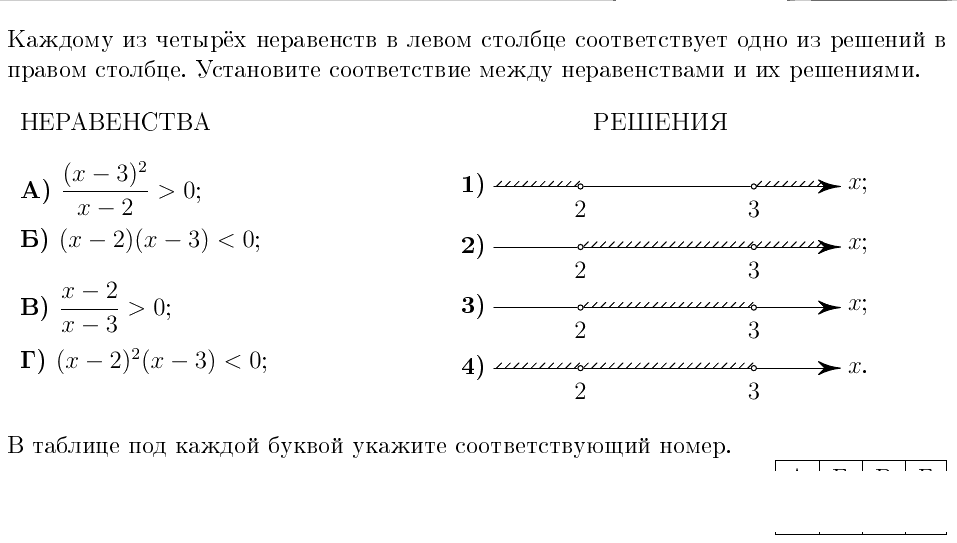 Каждому из четырёх неравенств в левом столбце соответствует одно из решений в
правом столбце. Установите соответствие между неравенствами и их решениями.
НЕРАВЕНСТВА
А) (x − 3)² / (x − 2) > 0;
Б) (x − 2)(x − 3) < 0;
В) (x − 2) / (x − 3) > 0;
Г) (x − 2)²(x − 3) < 0;
РЕШЕНИЯ
1) x;
2 3
2) x;
2 3
3) x;
2 3
4) x.
2 3
В таблице под каждой буквой укажите соответствующий номер.